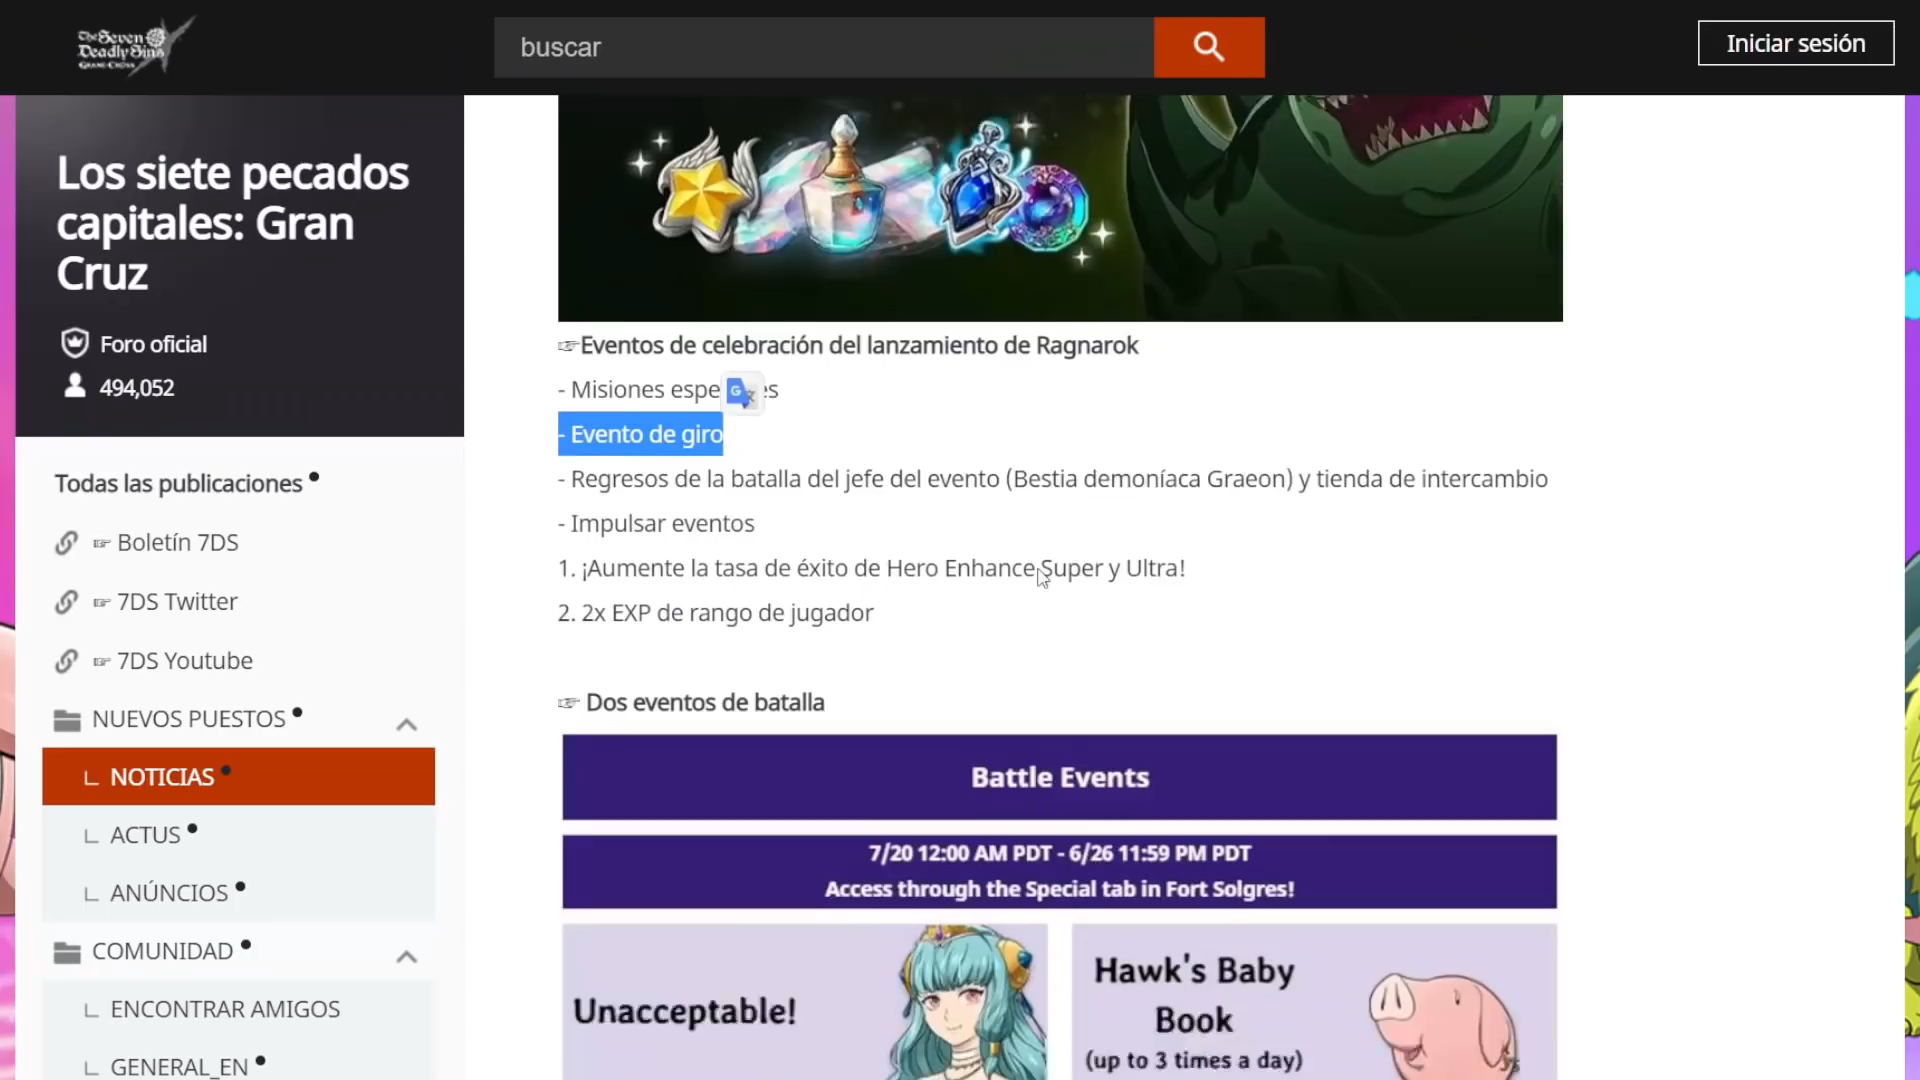 The Seven
Deadly Sins
GRAND CROSS
buscar
Iniciar sesión
Los siete pecados
capitales: Gran
Cruz
Foro oficial
494,052
Todas las publicaciones
☞ Boletín 7DS
☞ 7DS Twitter
☞ 7DS Youtube
NUEVOS PUESTOS
NOTICIAS
ACTUS
ANÚNCIOS
COMUNIDAD
ENCONTRAR AMIGOS
GENERAL_EN
☞Eventos de celebración del lanzamiento de Ragnarok
- Misiones espe es
- Evento de giro
- Regresos de la batalla del jefe del evento (Bestia demoníaca Graeon) y tienda de intercambio
- Impulsar eventos
1. ¡Aumente la tasa de éxito de Hero Enhance Super y Ultra!
2. 2x EXP de rango de jugador
☞ Dos eventos de batalla
Battle Events
7/20 12:00 AM PDT - 6/26 11:59 PM PDT
Access through the Special tab in Fort Solgres!
Unacceptable!
Hawk's Baby
Book
(up to 3 times a day)